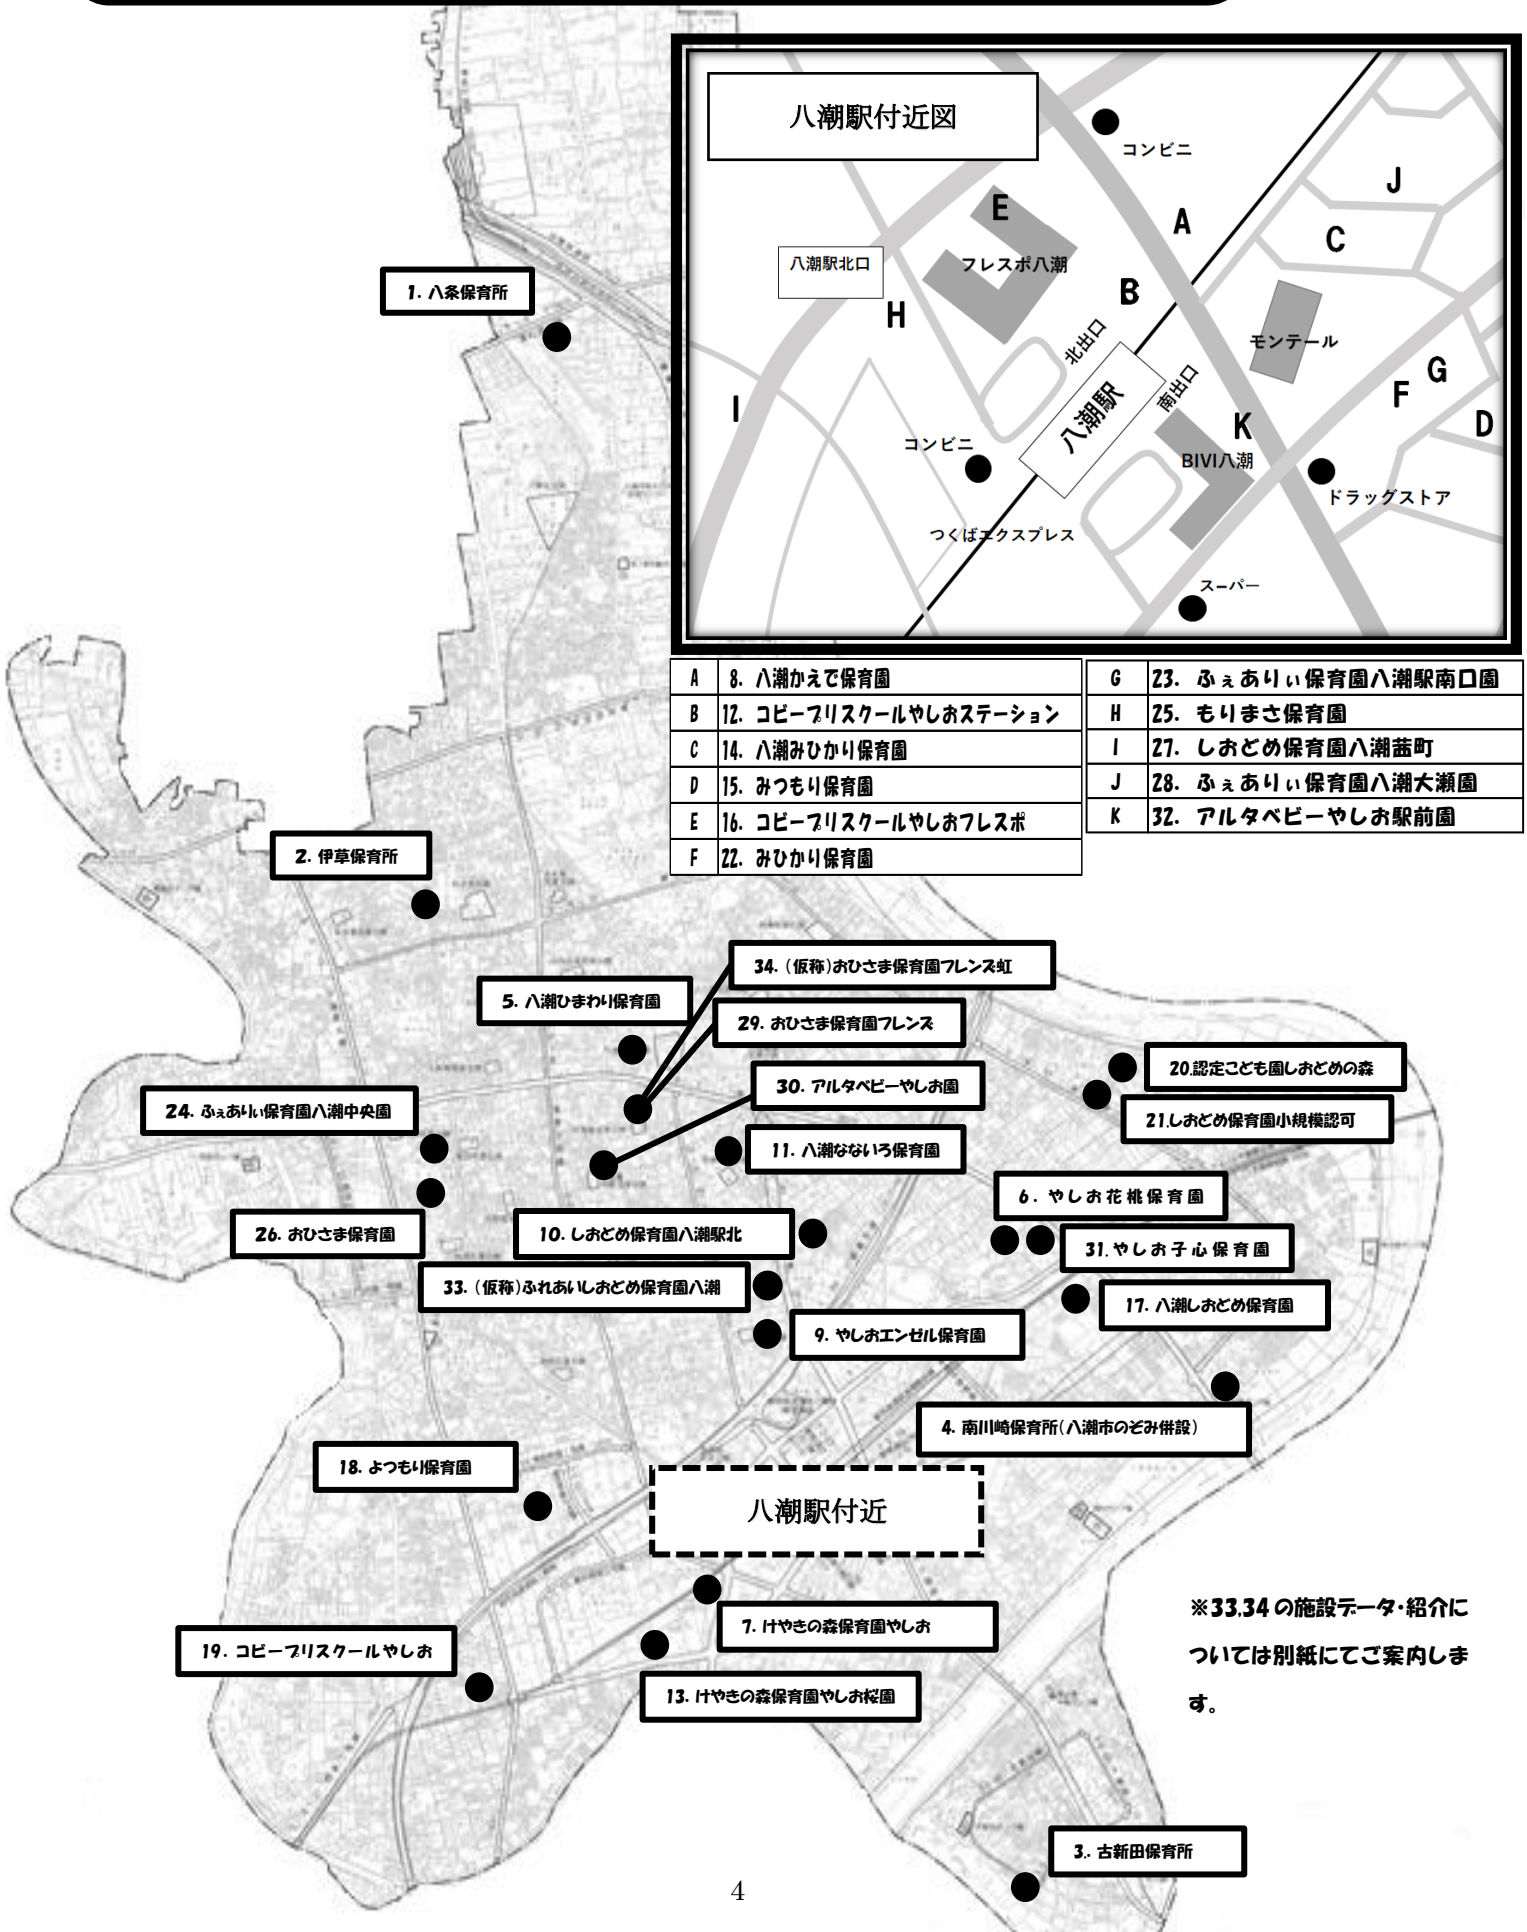 八潮駅付近図
コンビニ
J
E
A
C
八潮駅北口
フレスポ八潮
B
H
北出口
モンテール
G
南出口
F
I
八潮駅
K
D
コンビニ
BIVI八潮
ドラッグストア
つくばエクスプレス
スーパー
A 8. 八潮かえで保育園
B 12. コビープリスクールやしおステーション
C 14. 八潮みひかり保育園
D 15. みつもり保育園
E 16. コビープリスクールやしおフレスポ
F 22. みひかり保育園
G 23. ふぇありぃ保育園八潮駅南口園
H 25. もりまさ保育園
I 27. しおどめ保育園八潮茜町
J 28. ふぇありぃ保育園八潮大瀬園
K 32. アルタベビーやしお駅前園
1. 八条保育所
2. 伊草保育所
34.(仮称)おひさま保育園フレンズ虹
5. 八潮ひまわり保育園
29. おひさま保育園フレンズ
20.認定こども園しおどめの森
30. アルタベビーやしお園
24. ふぇありぃ保育園八潮中央園
21.しおどめ保育園小規模認可
11. 八潮なないろ保育園
6. やしお花桃保育園
26. おひさま保育園
10. しおどめ保育園八潮駅北
31.やしお子心保育園
33.(仮称)ふれあいしおどめ保育園八潮
17. 八潮しおどめ保育園
9. やしおエンゼル保育園
4. 南川崎保育所(八潮市のぞみ併設)
18. よつもり保育園
八潮駅付近
7. けやきの森保育園やしお
19. コビープリスクールやしお
13. けやきの森保育園やしお桜園
※33,34の施設データ・紹介に
ついては別紙にてご案内しま
す。
3.. 古新田保育所
4